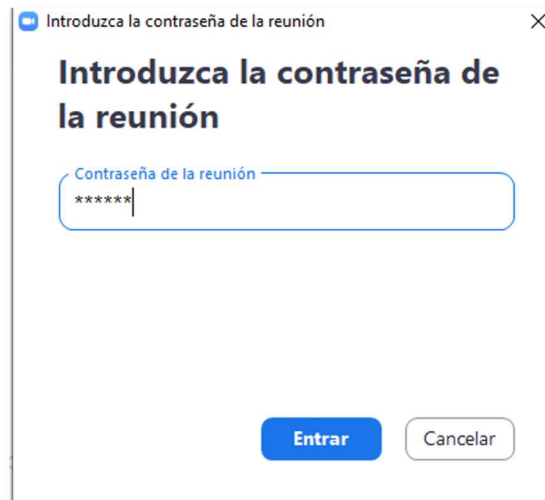 Introduzca la contraseña de la reunión
Introduzca la contraseña de
la reunión
Contraseña de la reunión
******
Entrar
Cancelar